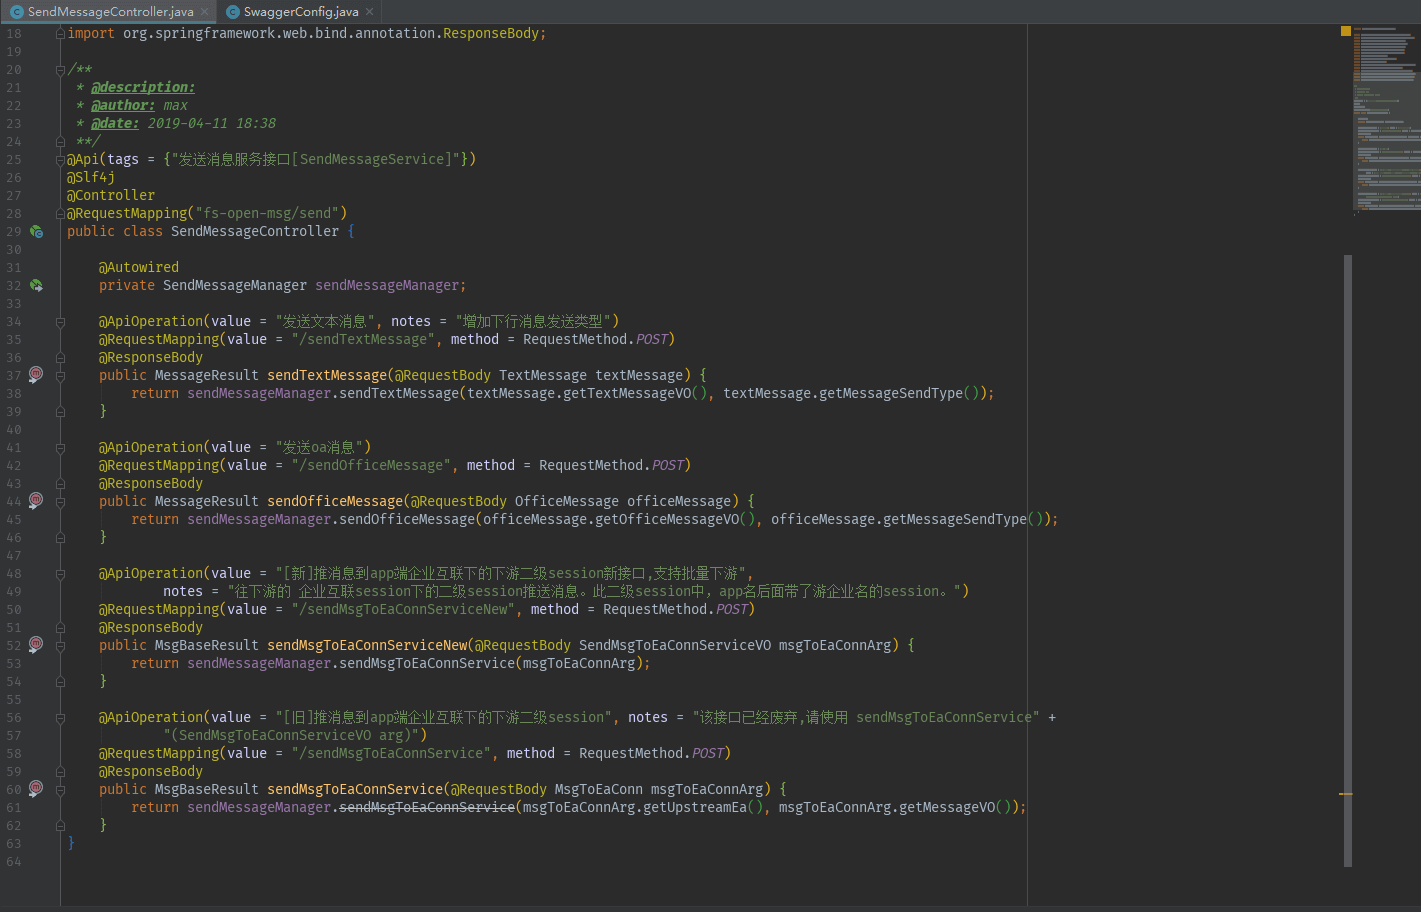 SendMessageController.java × SwaggerConfig.java ×
18 import org.springframework.web.bind.annotation.ResponseBody;
19
20 /**
21  * @description:
22  * @author: max
23  * @date: 2019-04-11 18:38
24  **/
25 @Api(tags = {"发送消息服务接口[SendMessageService]"})
26 @Slf4j
27 @Controller
28 @RequestMapping("fs-open-msg/send")
29 public class SendMessageController {
30
31     @Autowired
32     private SendMessageManager sendMessageManager;
33
34     @ApiOperation(value = "发送文本消息", notes = "增加下行消息发送类型")
35     @RequestMapping(value = "/sendTextMessage", method = RequestMethod.POST)
36     @ResponseBody
37     public MessageResult sendTextMessage(@RequestBody TextMessage textMessage) {
38         return sendMessageManager.sendTextMessage(textMessage.getTextMessageVO(), textMessage.getMessageSendType());
39     }
40
41     @ApiOperation(value = "发送oa消息")
42     @RequestMapping(value = "/sendOfficeMessage", method = RequestMethod.POST)
43     @ResponseBody
44     public MessageResult sendOfficeMessage(@RequestBody OfficeMessage officeMessage) {
45         return sendMessageManager.sendOfficeMessage(officeMessage.getOfficeMessageVO(), officeMessage.getMessageSendType());
46     }
47
48     @ApiOperation(value = "[新]推消息到app端企业互联下的下游二级session新接口,支持批量下游",
49             notes = "往下游的 企业互联session下的二级session推送消息。此二级session中，app名后面带了游企业名的session。")
50     @RequestMapping(value = "/sendMsgToEaConnServiceNew", method = RequestMethod.POST)
51     @ResponseBody
52     public MsgBaseResult sendMsgToEaConnServiceNew(@RequestBody SendMsgToEaConnServiceVO msgToEaConnArg) {
53         return sendMessageManager.sendMsgToEaConnService(msgToEaConnArg);
54     }
55
56     @ApiOperation(value = "[旧]推消息到app端企业互联下的下游二级session", notes = "该接口已经废弃,请使用 sendMsgToEaConnService" +
57             "(SendMsgToEaConnServiceVO arg)")
58     @RequestMapping(value = "/sendMsgToEaConnService", method = RequestMethod.POST)
59     @ResponseBody
60     public MsgBaseResult sendMsgToEaConnService(@RequestBody MsgToEaConn msgToEaConnArg) {
61         return sendMessageManager.sendMsgToEaConnService(msgToEaConnArg.getUpstreamEa(), msgToEaConnArg.getMessageVO());
62     }
63 }
64